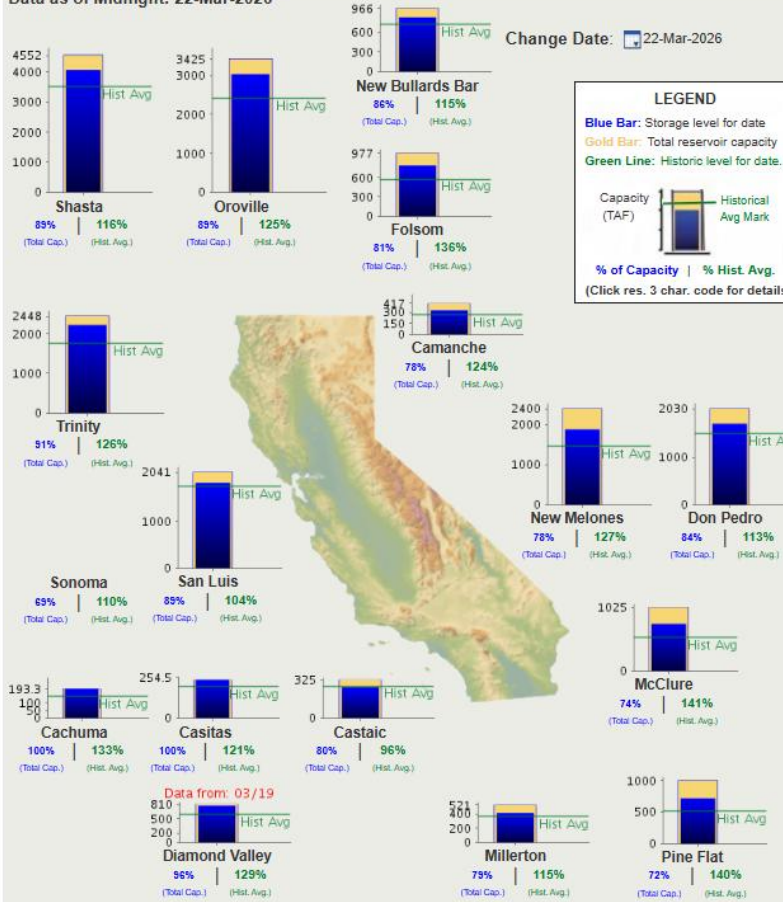 Data as of Midnight: 22-Mar-2026
Change Date: 22-Mar-2026
966
600
300
0
Hist Avg
New Bullards Bar
86% | 115%
(Total Cap.) (Hist. Avg.)
4552
4000
3000
2000
1000
0
Hist Avg
Shasta
89% | 116%
(Total Cap.) (Hist. Avg.)
3425
3000
2000
1000
0
Hist Avg
Oroville
89% | 125%
(Total Cap.) (Hist. Avg.)
977
600
300
0
Hist Avg
Folsom
81% | 136%
(Total Cap.) (Hist. Avg.)
LEGEND
Blue Bar: Storage level for date
Gold Bar: Total reservoir capacity
Green Line: Historic level for date.
Capacity
(TAF)
Historical
Avg Mark
% of Capacity | % Hist. Avg.
(Click res. 3 char. code for details
417
300
150
0
Hist Avg
Camanche
78% | 124%
(Total Cap.) (Hist. Avg.)
2448
2000
1000
0
Hist Avg
Trinity
91% | 126%
(Total Cap.) (Hist. Avg.)
2400
2000
1000
0
Hist Avg
New Melones
78% | 127%
(Total Cap.) (Hist. Avg.)
2030
1000
0
Hist A
Don Pedro
84% | 113%
(Total Cap.) (Hist. Avg.)
Sonoma
69% | 110%
(Total Cap.) (Hist. Avg.)
2041
1000
0
Hist Avg
San Luis
89% | 104%
(Total Cap.) (Hist. Avg.)
1025
0
Hist Avg
McClure
74% | 141%
(Total Cap.) (Hist. Avg.)
193.3
100
50
0
Hist Avg
Cachuma
100% | 133%
(Total Cap.) (Hist. Avg.)
254.5
0
Hist Avg
Casitas
100% | 121%
(Total Cap.) (Hist. Avg.)
325
0
Hist Avg
Castaic
80% | 96%
(Total Cap.) (Hist. Avg.)
Data from: 03/19
810
500
200
0
Hist Avg
Diamond Valley
96% | 129%
(Total Cap.) (Hist. Avg.)
521
400
200
0
Hist Avg
Millerton
79% | 115%
(Total Cap.) (Hist. Avg.)
1000
500
0
Hist Avg
Pine Flat
72% | 140%
(Total Cap.) (Hist. Avg.)